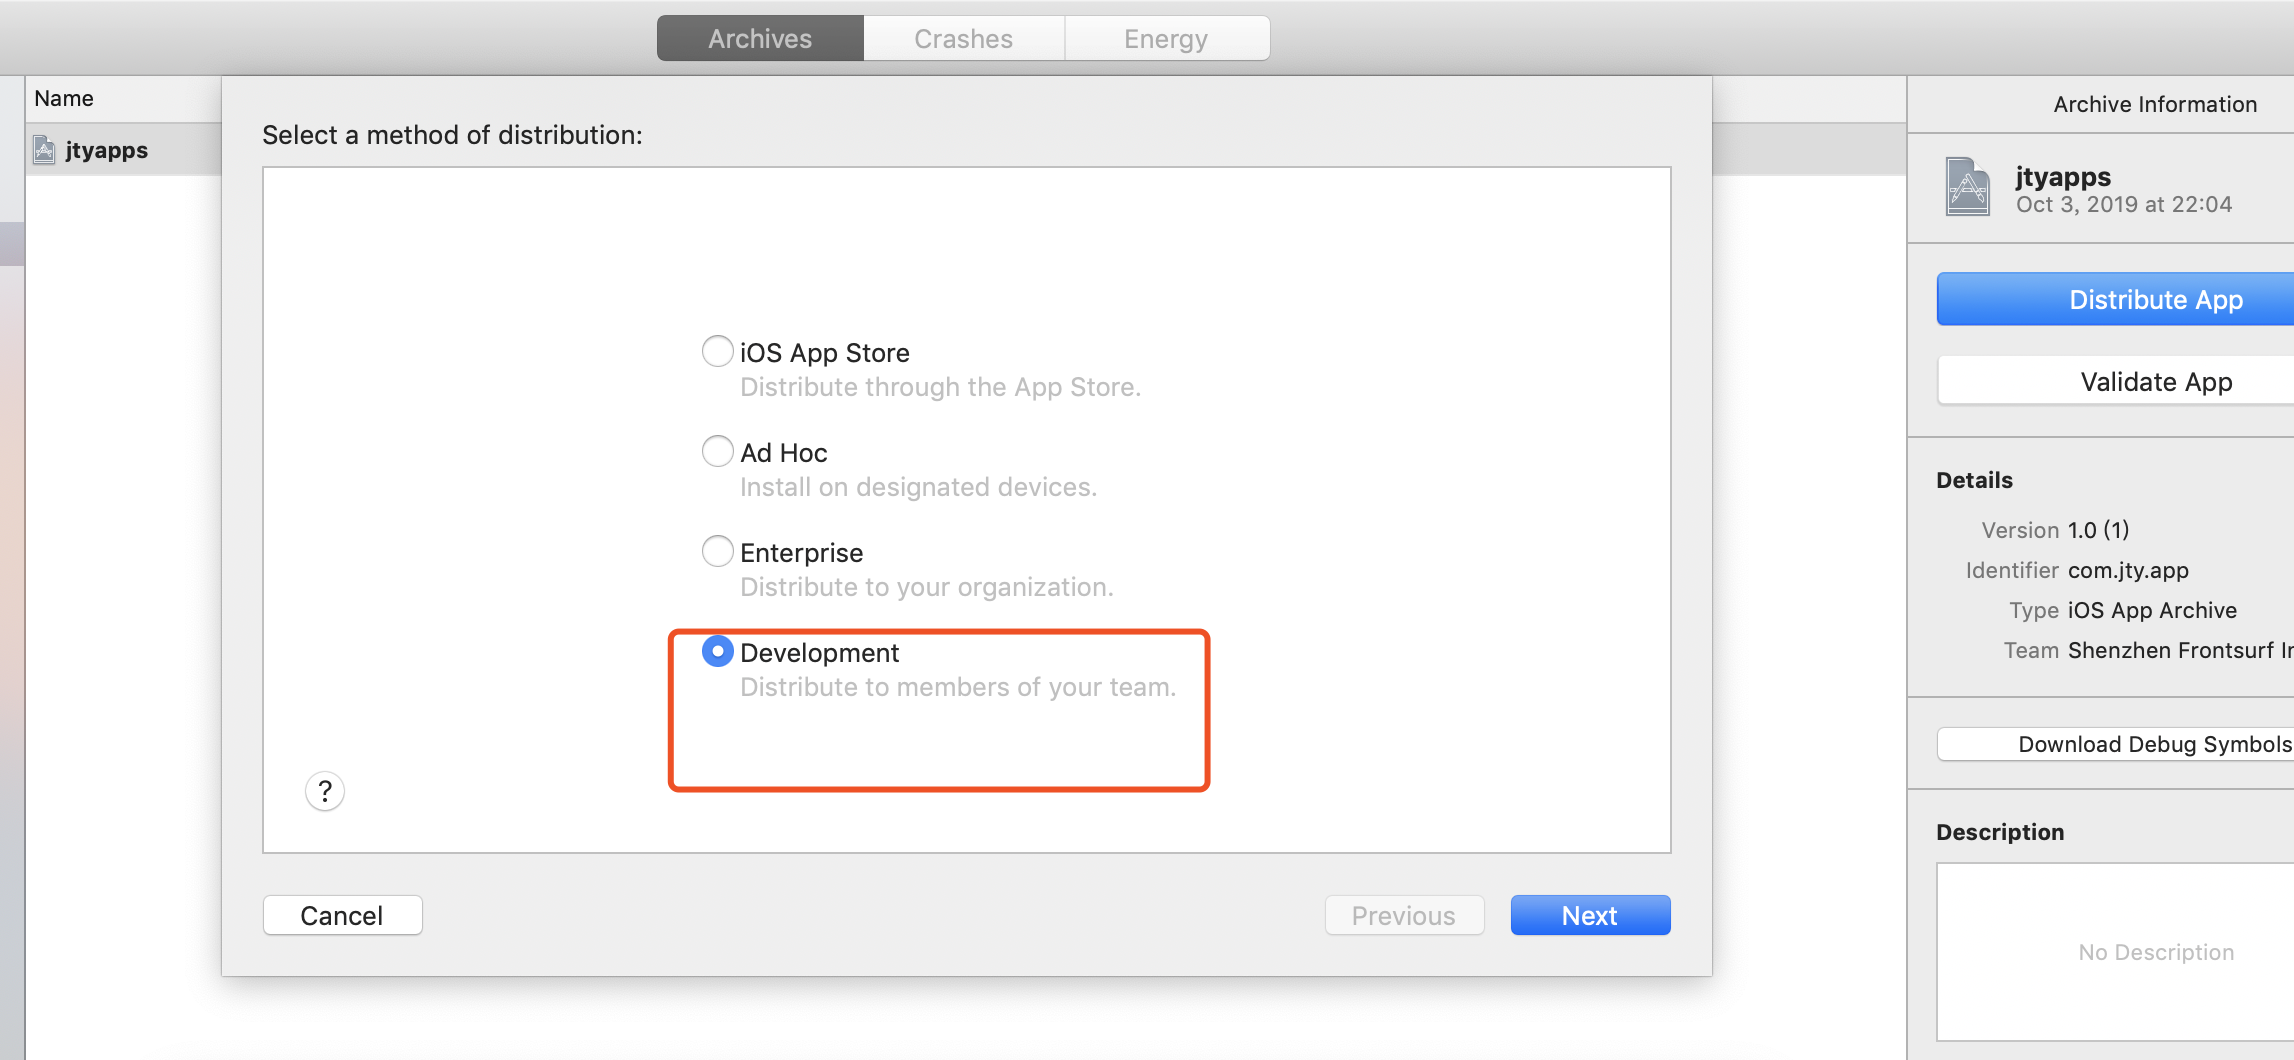 Archives
Crashes
Energy
Name
jtyapps
Select a method of distribution:
iOS App Store
Distribute through the App Store.
Ad Hoc
Install on designated devices.
Enterprise
Distribute to your organization.
Development
Distribute to members of your team.
?
Cancel
Previous
Next
Archive Information
jtyapps
Oct 3, 2019 at 22:04
Distribute App
Validate App
Details
Version 1.0 (1)
Identifier com.jty.app
Type iOS App Archive
Team Shenzhen Frontsurf
Download Debug Symbols
Description
No Description